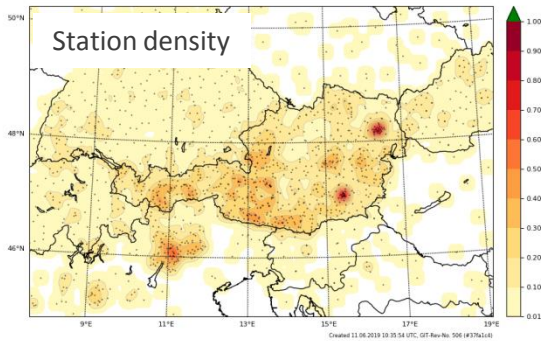 Station density
50°N
48°N
46°N
9°E 11°E 13°E 15°E 17°E 19°E
1.00
0.90
0.80
0.70
0.60
0.50
0.40
0.30
0.20
0.10
0.01
Created 11.06.2019 10:35:54 UTC, GIT-Rev-No. 506 (#37fa1c4)